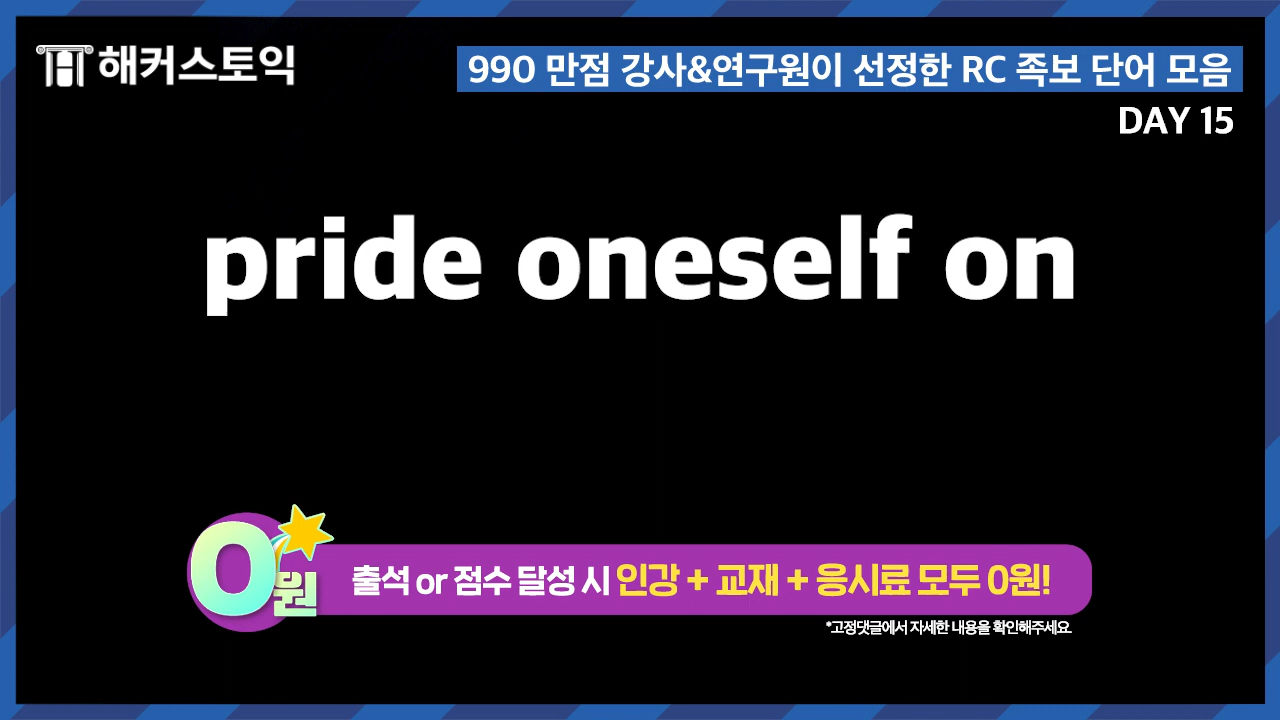 해커스토익
990 만점 강사&연구원이 선정한 RC 족보 단어 모음
DAY 15
pride oneself on
0원
출석 or 점수 달성 시 인강 + 교재 + 응시료 모두 0원!
*고정댓글에서 자세한 내용을 확인해주세요.